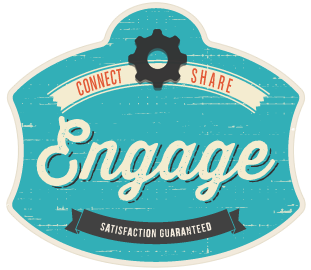 CONNECT SHARE
Engage
SATISFACTION GUARANTEED